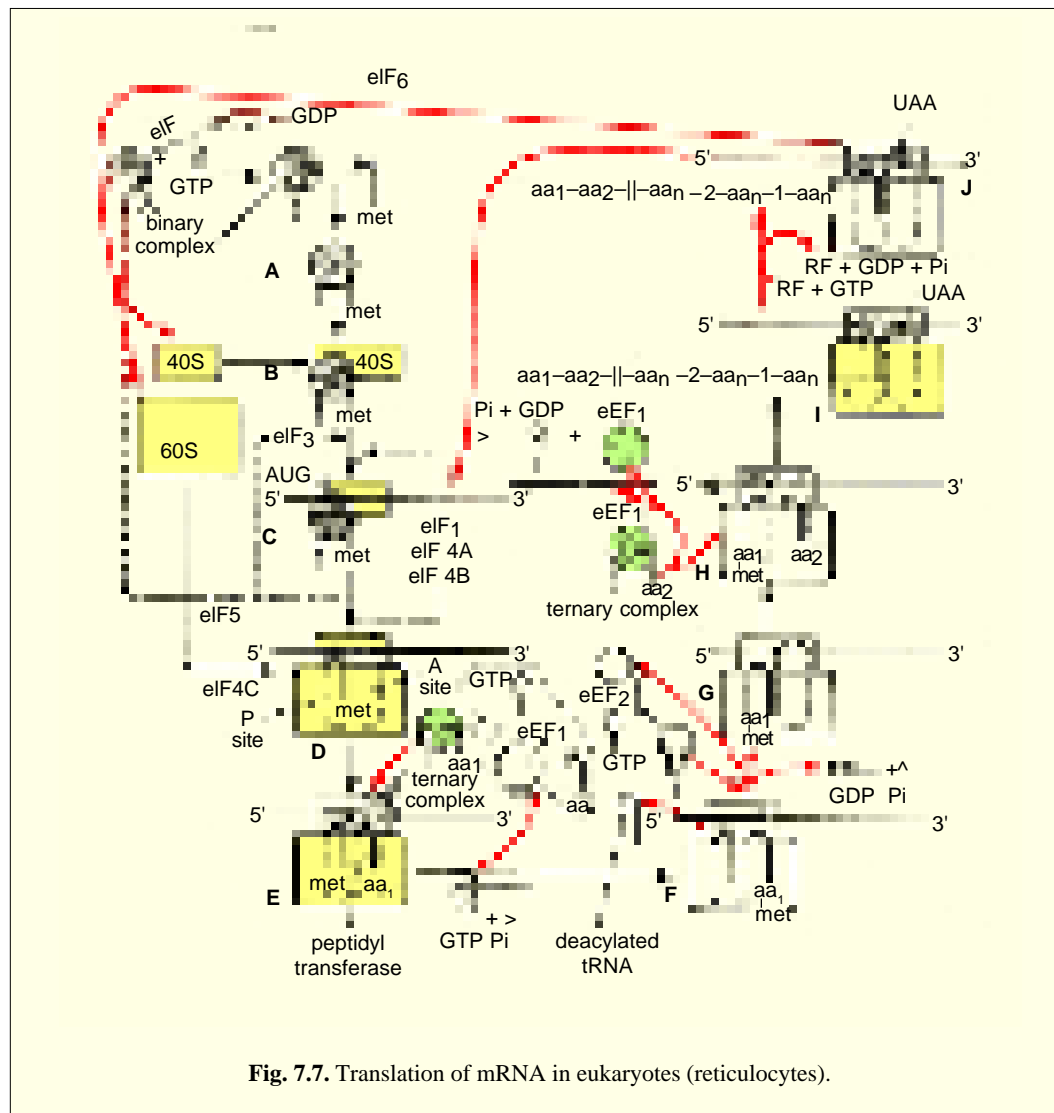 eIF6
UAA
GDP
eIF
+
GTP
5' 3'
aa1–aa2–||–aan –2–aan–1–aan
J
met
binary
complex
A
RF + GDP + Pi
RF + GTP
UAA
met
5' 3'
40S
B
40S
aa1–aa2–||–aan –2–aan–1–aan
I
met
Pi + GDP
>
+
eEF1
eIF3
60S
AUG
5' 3'
5'
eEF1
C
met
eIF1
eIF 4A
eIF 4B
aa1
met
aa2
H
aa2
ternary complex
eIF5
5' 3'
A
site
GTP
5' 3'
eIF4C
eEF2
G
P
site
met
D
eEF1
aa1
met
aa1
ternary
complex
GTP
aa
+^
GDP Pi
5' 3'
5' 3'
E
met aa1
F
aa1
met
+ >
GTP Pi
peptidyl
transferase
deacylated
tRNA
Fig. 7.7. Translation of mRNA in eukaryotes (reticulocytes).